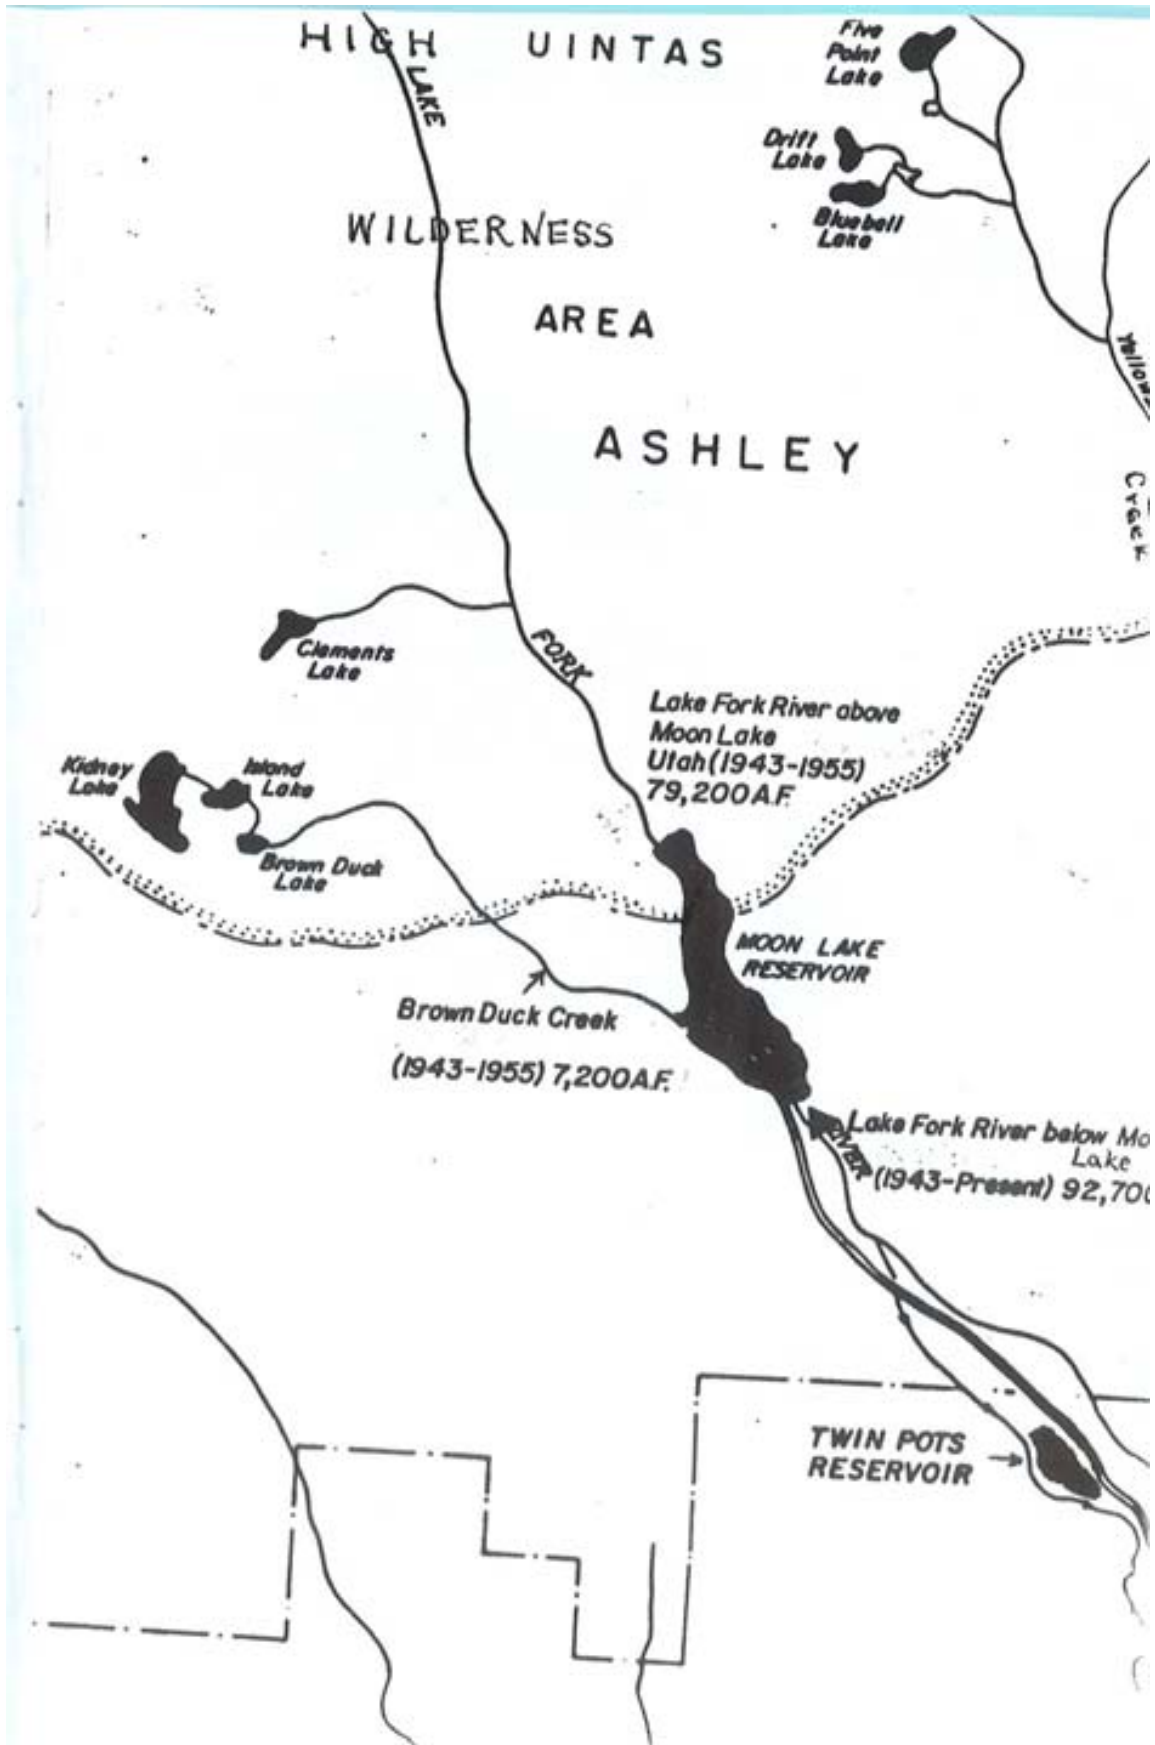 HIGH UINTAS
Five
Point
Lake
LAKE
Drift
Lake
Bluebell
Lake
WILDERNESS
AREA
ASHLEY
Creek
Clements
Lake
FORK
Lake Fork River above
Moon Lake
Utah (1943-1955)
79,200 A.F.
Kidney
Lake
Island
Lake
Brown Duck
Lake
MOON LAKE
RESERVOIR
Brown Duck Creek
(1943-1955) 7,200 A.F.
Lake Fork River below
Lake
RIVER
(1943-Present) 92,700
TWIN POTS
RESERVOIR